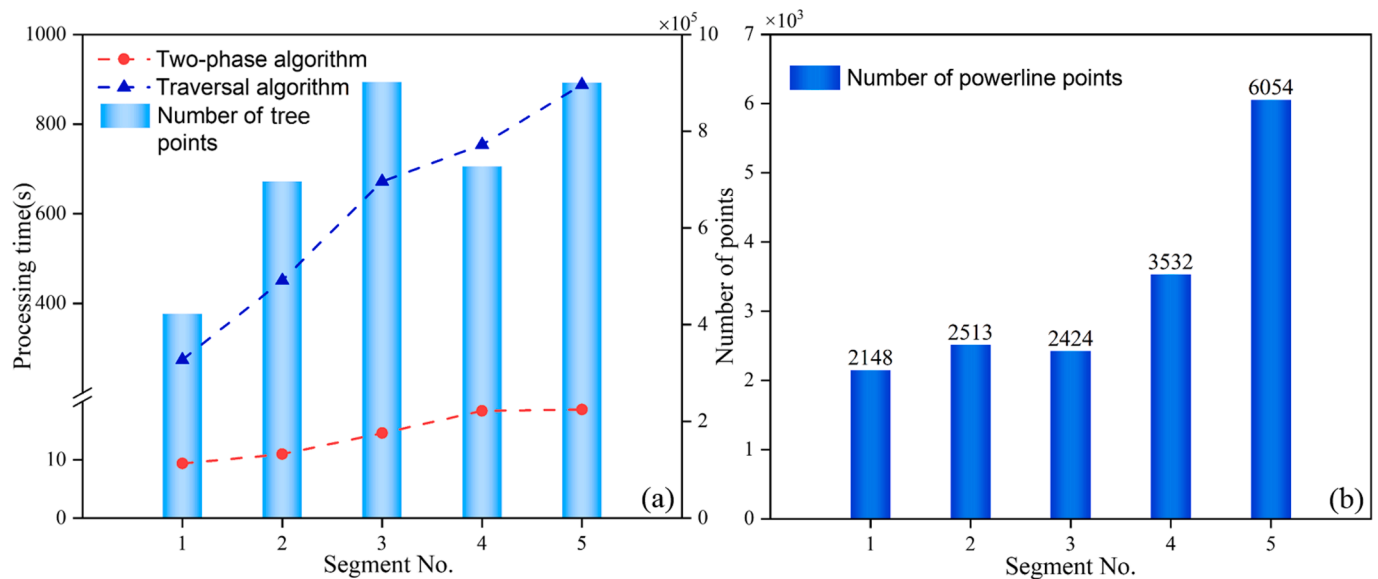 ×10⁵
1000
800
600
400
10
0
Processing time(s)
Two-phase algorithm
Traversal algorithm
Number of tree
points
10
8
6
4
2
0
1 2 3 4 5
Segment No.
(a)
×10³
7
6
5
4
3
2
1
0
Number of points
Number of powerline points
2148
2513
2424
3532
6054
1 2 3 4 5
Segment No.
(b)